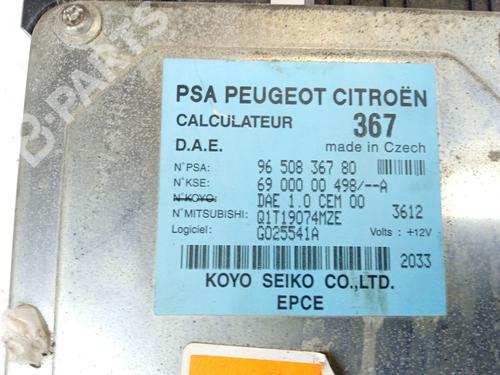 B-PARTS
PSA PEUGEOT CITROËN
CALCULATEUR 367
D.A.E. made in Czech
N°PSA: 96 508 367 80
N°KSE: 69 000 00 498/--A
N°KOYO: DAE 1.0 CEM 00
N°MITSUBISHI: Q1T19074MZE 3612
Logiciel: G025541A Volts : +12V
2033
KOYO SEIKO CO.,LTD.
EPCE